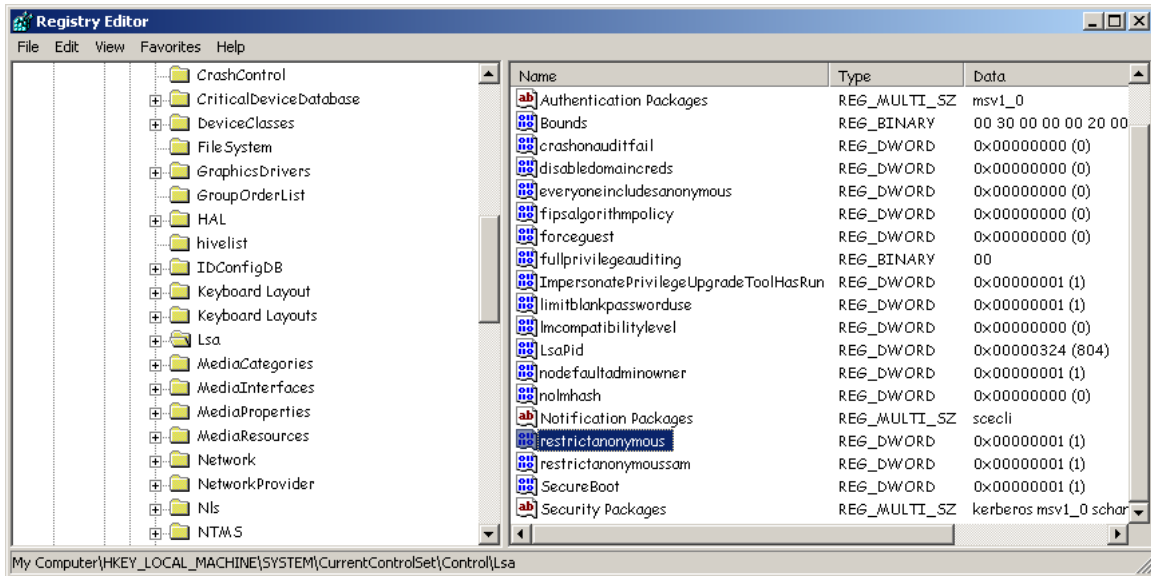 Registry Editor
File Edit View Favorites Help
CrashControl
CriticalDeviceDatabase
DeviceClasses
FileSystem
GraphicsDrivers
GroupOrderList
HAL
hivelist
IDConfigDB
Keyboard Layout
Keyboard Layouts
Lsa
MediaCategories
MediaInterfaces
MediaProperties
MediaResources
Network
NetworkProvider
Nls
NTMS
Name Type Data
Authentication Packages REG_MULTI_SZ msv1_0
Bounds REG_BINARY 00 30 00 00 00 20 00
crashonauditfail REG_DWORD 0x00000000 (0)
disabledomaincreds REG_DWORD 0x00000000 (0)
everyoneincludesanonymous REG_DWORD 0x00000000 (0)
fipsalgorithmpolicy REG_DWORD 0x00000000 (0)
forceguest REG_DWORD 0x00000000 (0)
fullprivilegeauditing REG_BINARY 00
ImpersonatePrivilegeUpgradeToolHasRun REG_DWORD 0x00000001 (1)
limitblankpassworduse REG_DWORD 0x00000001 (1)
lmcompatibilitylevel REG_DWORD 0x00000000 (0)
LsaPid REG_DWORD 0x00000324 (804)
nodefaultadminowner REG_DWORD 0x00000001 (1)
nolmhash REG_DWORD 0x00000000 (0)
Notification Packages REG_MULTI_SZ scecli
restrictanonymous REG_DWORD 0x00000001 (1)
restrictanonymoussam REG_DWORD 0x00000001 (1)
SecureBoot REG_DWORD 0x00000001 (1)
Security Packages REG_MULTI_SZ kerberos msv1_0 schar
My Computer\HKEY_LOCAL_MACHINE\SYSTEM\CurrentControlSet\Control\Lsa